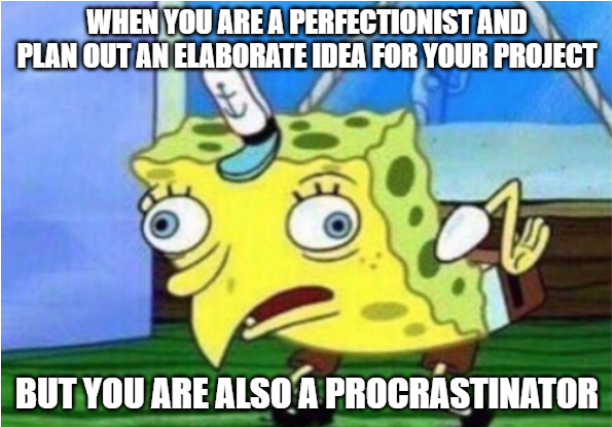 WHEN YOU ARE A PERFECTIONIST AND
PLAN OUT AN ELABORATE IDEA FOR YOUR PROJECT
BUT YOU ARE ALSO A PROCRASTINATOR